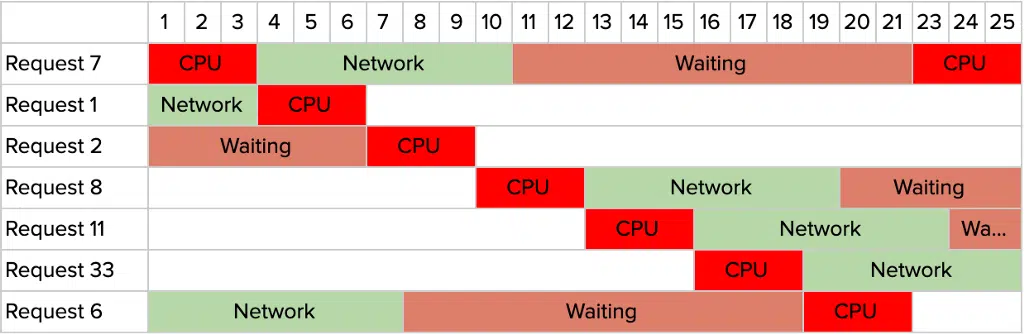 1 2 3 4 5 6 7 8 9 10 11 12 13 14 15 16 17 18 19 20 21 23 24 25
Request 7 CPU Network Waiting CPU
Request 1 Network CPU
Request 2 Waiting CPU
Request 8 CPU Network Waiting
Request 11 CPU Network Wa...
Request 33 CPU Network
Request 6 Network Waiting CPU